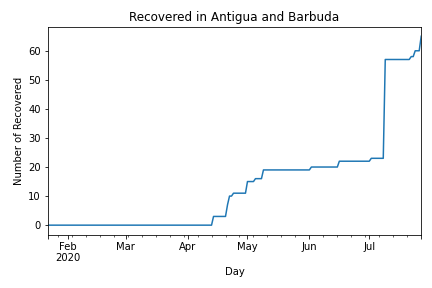 Recovered in Antigua and Barbuda
Number of Recovered
60
50
40
30
20
10
0
Feb
2020
Mar
Apr
May
Jun
Jul
Day